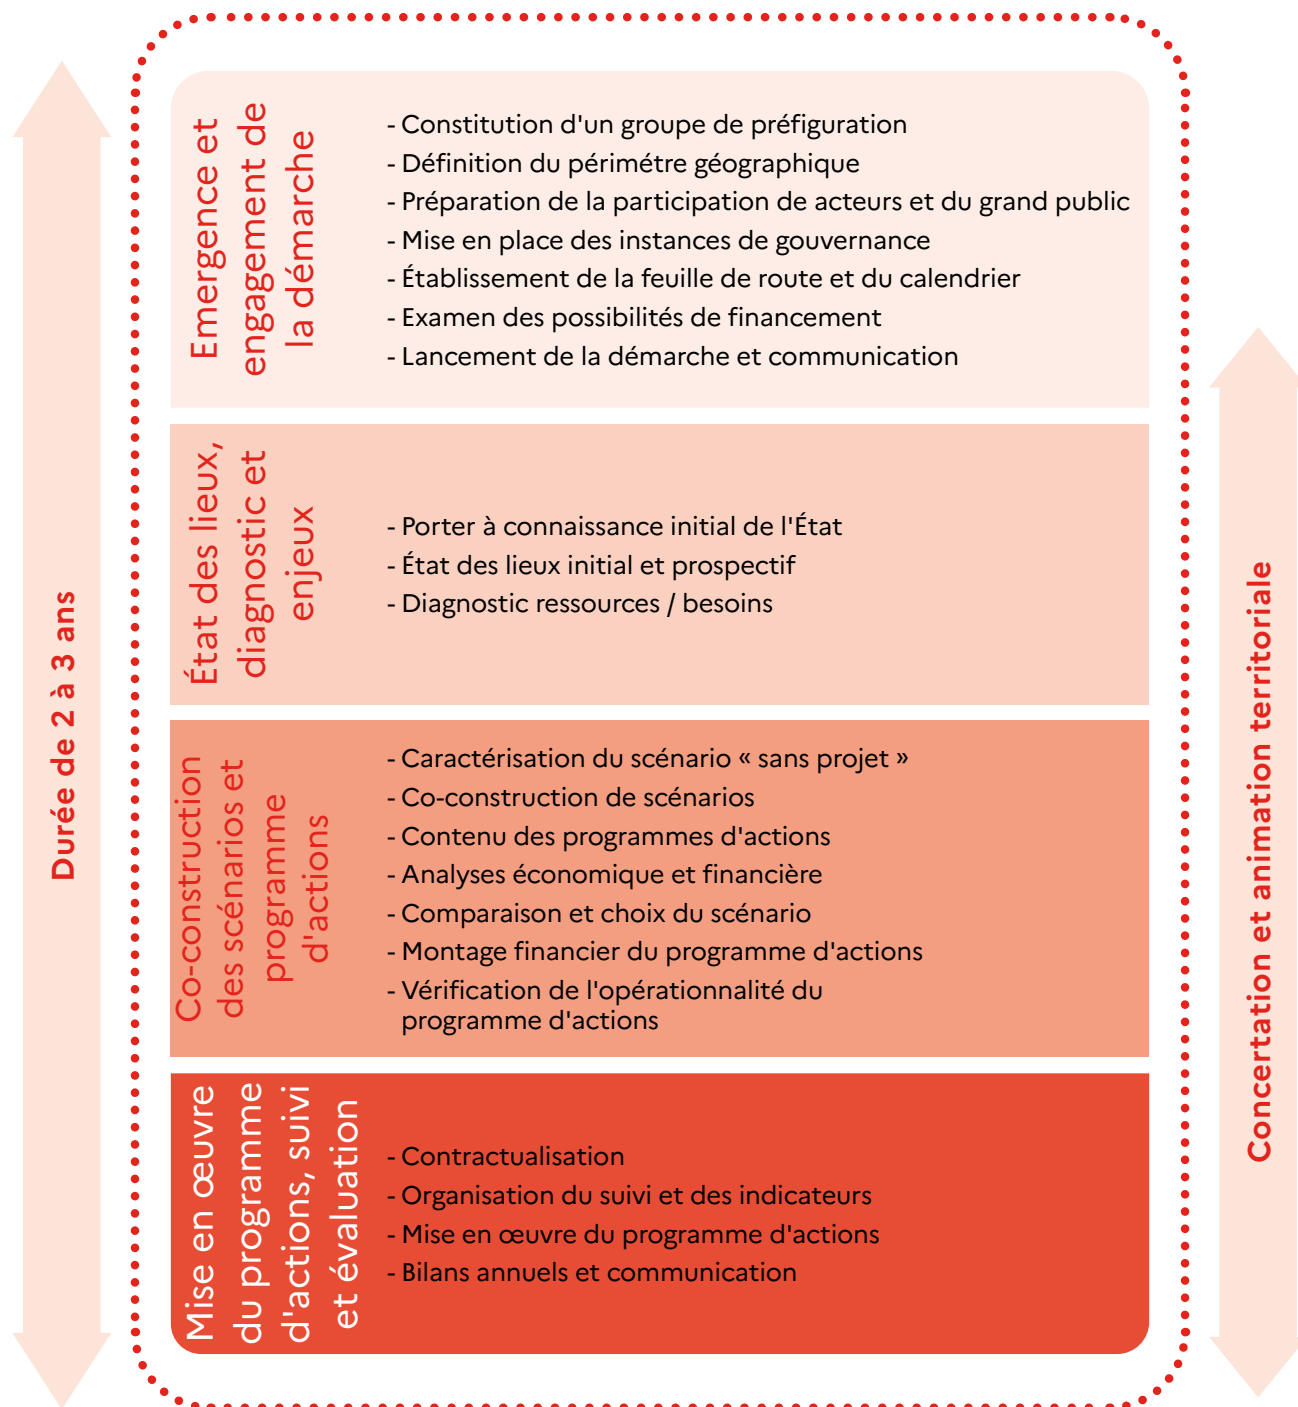 Durée de 2 à 3 ans
Emergence et
engagement de
la démarche
- Constitution d'un groupe de préfiguration
- Définition du périmétre géographique
- Préparation de la participation de acteurs et du grand public
- Mise en place des instances de gouvernance
- Établissement de la feuille de route et du calendrier
- Examen des possibilités de financement
- Lancement de la démarche et communication
État des lieux,
diagnostic et
enjeux
- Porter à connaissance initial de l'État
- État des lieux initial et prospectif
- Diagnostic ressources / besoins
Co-construction
des scénarios et
programme
d'actions
- Caractérisation du scénario « sans projet »
- Co-construction de scénarios
- Contenu des programmes d'actions
- Analyses économique et financière
- Comparaison et choix du scénario
- Montage financier du programme d'actions
- Vérification de l'opérationnalité du
programme d'actions
Mise en œuvre
du programme
d'actions, suivi
et évaluation
- Contractualisation
- Organisation du suivi et des indicateurs
- Mise en œuvre du programme d'actions
- Bilans annuels et communication
Concertation et animation territoriale